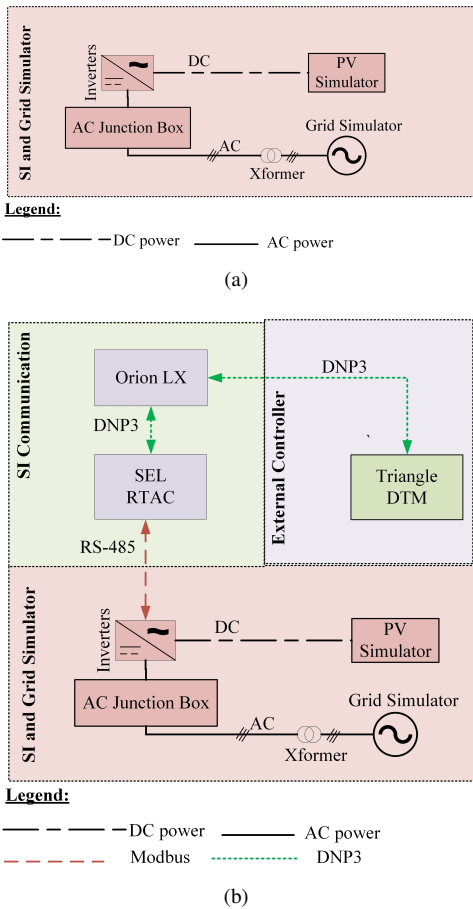 SI and Grid Simulator
Inverters
DC
PV
Simulator
AC Junction Box
AC
Xformer
Grid Simulator
Legend:
DC power
AC power
(a)
SI Communication
Orion LX
DNP3
SEL
RTAC
RS-485
External Controller
DNP3
`
Triangle
DTM
SI and Grid Simulator
Inverters
DC
PV
Simulator
AC Junction Box
AC
Xformer
Grid Simulator
Legend:
DC power
AC power
Modbus
DNP3
(b)